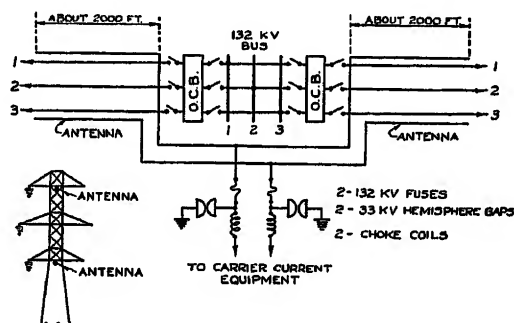 ABOUT 2000 FT.
132 KV
BUS
ABOUT 2000 FT.
1
2
3
O.C.B.
1 2 3
O.C.B.
1
2
3
ANTENNA
ANTENNA
ANTENNA
ANTENNA
2 - 132 KV FUSES
2 - 33 KV HEMISPHERE GAPS
2 - CHOKE COILS
TO CARRIER CURRENT
EQUIPMENT